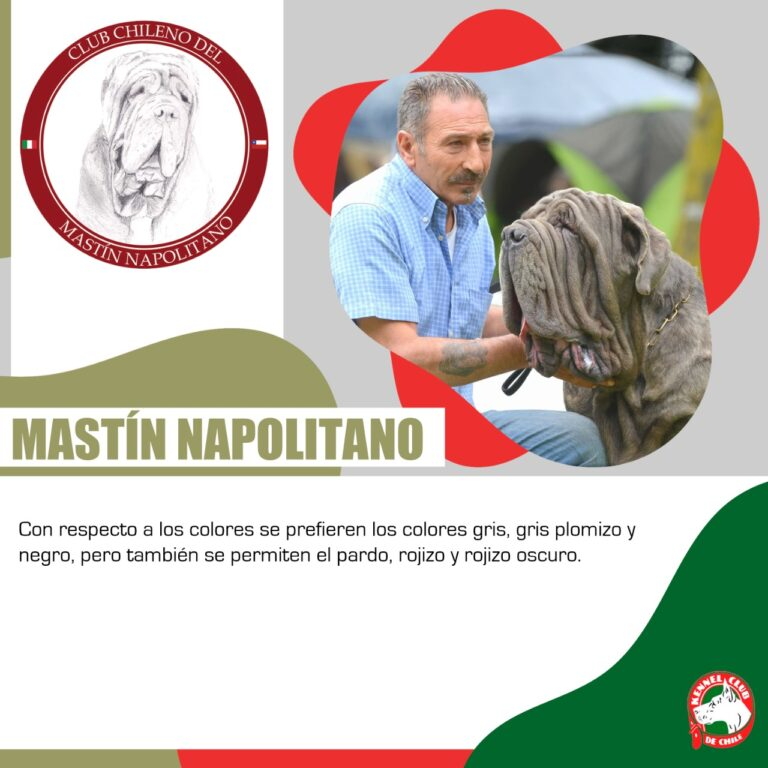 CLUB CHILENO DEL
MASTÍN NAPOLITANO
MASTÍN NAPOLITANO
Con respecto a los colores se prefieren los colores gris, gris plomizo y
negro, pero también se permiten el pardo, rojizo y rojizo oscuro.
KENNEL CLUB
DE CHILE